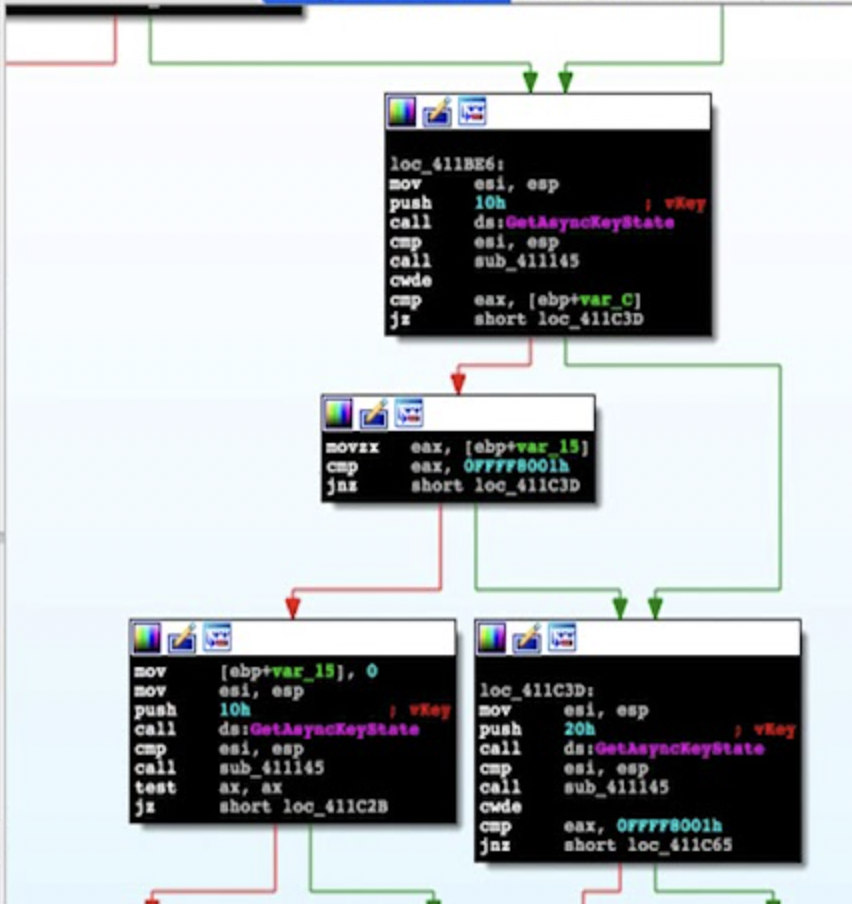 loc_411BE6:
mov esi, esp
push 10h ; vKey
call ds:GetAsyncKeyState
cmp esi, esp
call sub_411145
cwde
cmp eax, [ebp+var_C]
jz short loc_411C3D
movzx eax, [ebp+var_15]
cmp eax, 0FFFF8001h
jnz short loc_411C3D
mov [ebp+var_15], 0
mov esi, esp
push 10h ; vKey
call ds:GetAsyncKeyState
cmp esi, esp
call sub_411145
test ax, ax
jz short loc_411C2B
loc_411C3D:
mov esi, esp
push 20h ; vKey
call ds:GetAsyncKeyState
cmp esi, esp
call sub_411145
cwde
cmp eax, 0FFFF8001h
jnz short loc_411C65